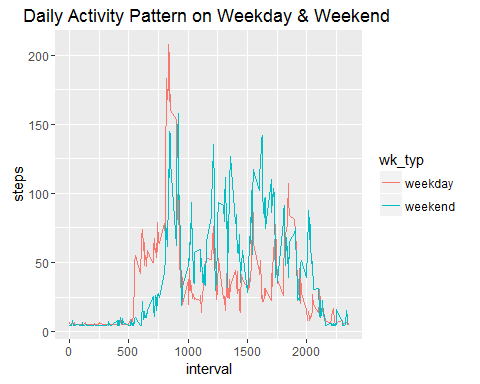 Daily Activity Pattern on Weekday & Weekend
200
150
100
50
0
steps
0
500
1000
1500
2000
interval
wk_typ
weekday
weekend